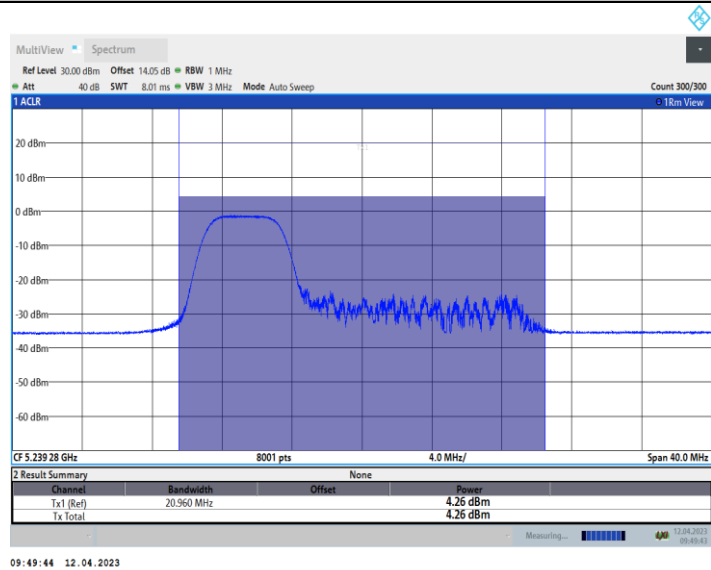 MultiView Spectrum
Ref Level 30.00 dBm Offset 14.05 dB RBW 1 MHz
Att 40 dB SWT 8.01 ms VBW 3 MHz Mode Auto Sweep Count 300/300
1 ACLR 1Rm View
20 dBm
10 dBm
0 dBm
-10 dBm
-20 dBm
-30 dBm
-40 dBm
-50 dBm
-60 dBm
CF 5.239 28 GHz 8001 pts 4.0 MHz/ Span 40.0 MHz
2 Result Summary None
Channel Bandwidth Offset Power
Tx1 (Ref) 20.960 MHz 4.26 dBm
Tx Total 4.26 dBm
Measuring... 12.04.2023
09:49:43
09:49:44 12.04.2023